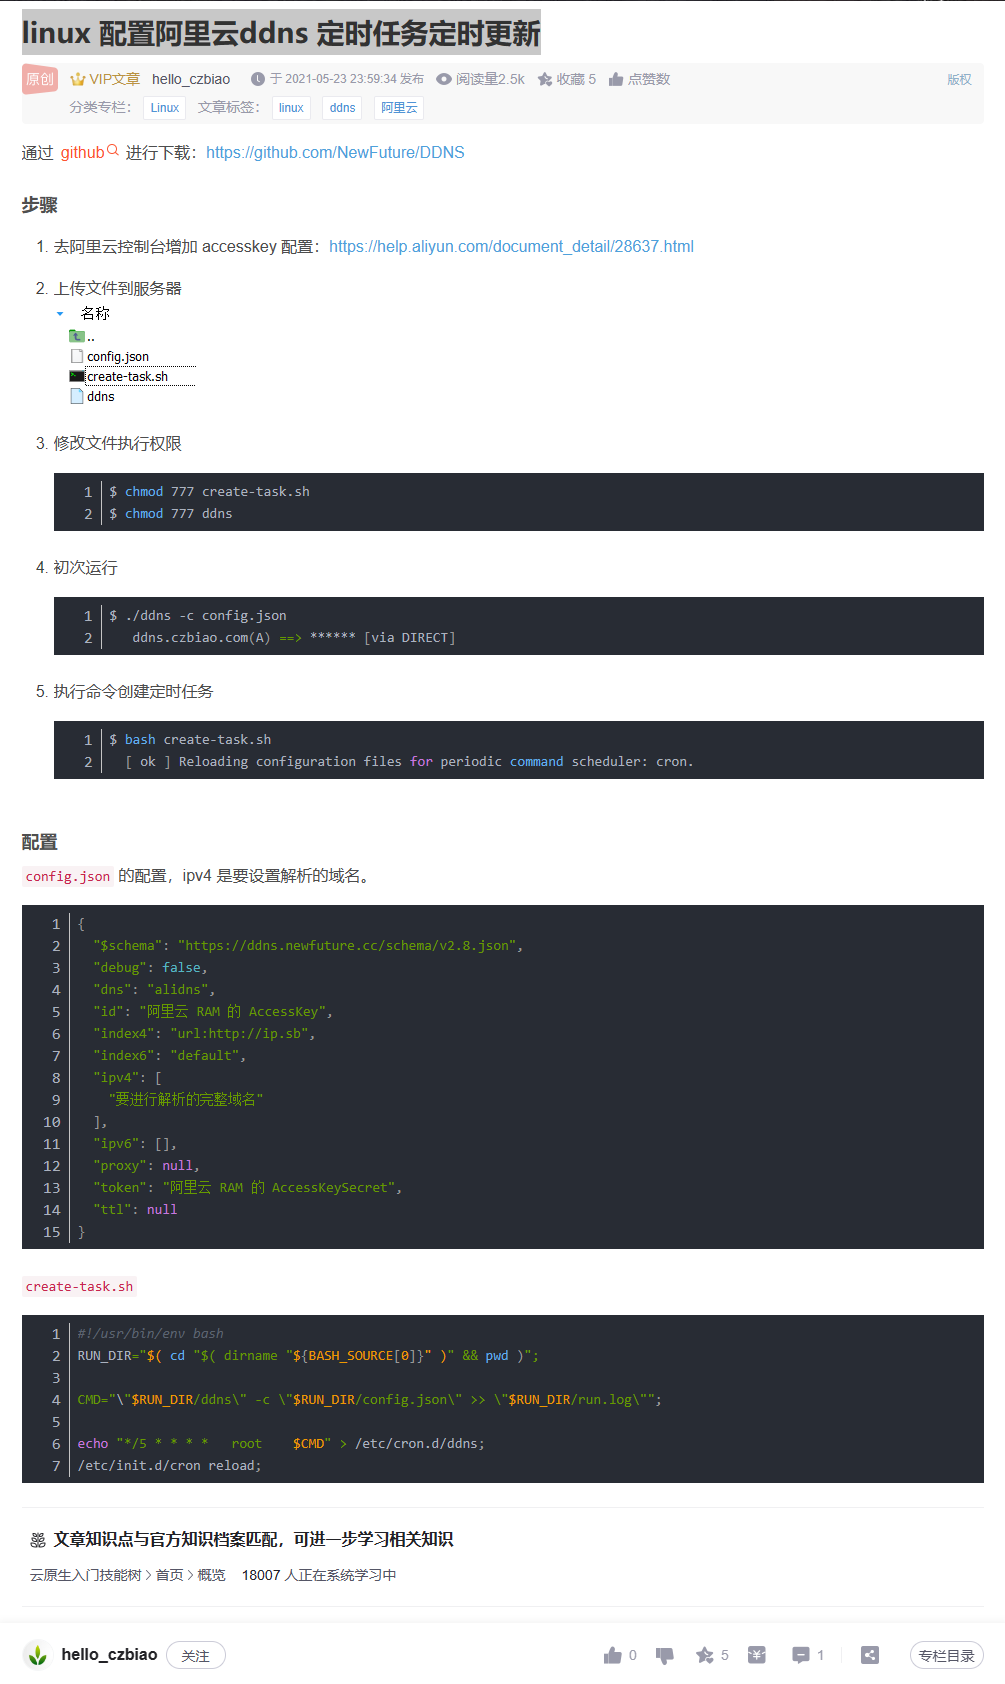 linux 配置阿里云ddns 定时任务定时更新
原创 VIP文章 hello_czbiao 于 2021-05-23 23:59:34 发布 阅读量2.5k 收藏 5 点赞数 版权
分类专栏： Linux 文章标签： linux ddns 阿里云
通过 github 进行下载：https://github.com/NewFuture/DDNS
步骤
1. 去阿里云控制台增加 accesskey 配置：https://help.aliyun.com/document_detail/28637.html
2. 上传文件到服务器
名称
..
config.json
create-task.sh
ddns
3. 修改文件执行权限
1 $ chmod 777 create-task.sh
2 $ chmod 777 ddns
4. 初次运行
1 $ ./ddns -c config.json
2 ddns.czbiao.com(A) ==> ****** [via DIRECT]
5. 执行命令创建定时任务
1 $ bash create-task.sh
2 [ ok ] Reloading configuration files for periodic command scheduler: cron.
配置
config.json 的配置，ipv4 是要设置解析的域名。
1 {
2 "$schema": "https://ddns.newfuture.cc/schema/v2.8.json",
3 "debug": false,
4 "dns": "alidns",
5 "id": "阿里云 RAM 的 AccessKey",
6 "index4": "url:http://ip.sb",
7 "index6": "default",
8 "ipv4": [
9 "要进行解析的完整域名"
10 ],
11 "ipv6": [],
12 "proxy": null,
13 "token": "阿里云 RAM 的 AccessKeySecret",
14 "ttl": null
15 }
create-task.sh
1 #!/usr/bin/env bash
2 RUN_DIR="$( cd "$( dirname "${BASH_SOURCE[0]}" )" && pwd )";
3
4 CMD="\"$RUN_DIR/ddns\" -c \"$RUN_DIR/config.json\" >> \"$RUN_DIR/run.log\"";
5
6 echo "*/5 * * * * root $CMD" > /etc/cron.d/ddns;
7 /etc/init.d/cron reload;
文章知识点与官方知识档案匹配，可进一步学习相关知识
云原生入门技能树 > 首页 > 概览 18007 人正在系统学习中
hello_czbiao 关注 0 5 ¥ 1 专栏目录